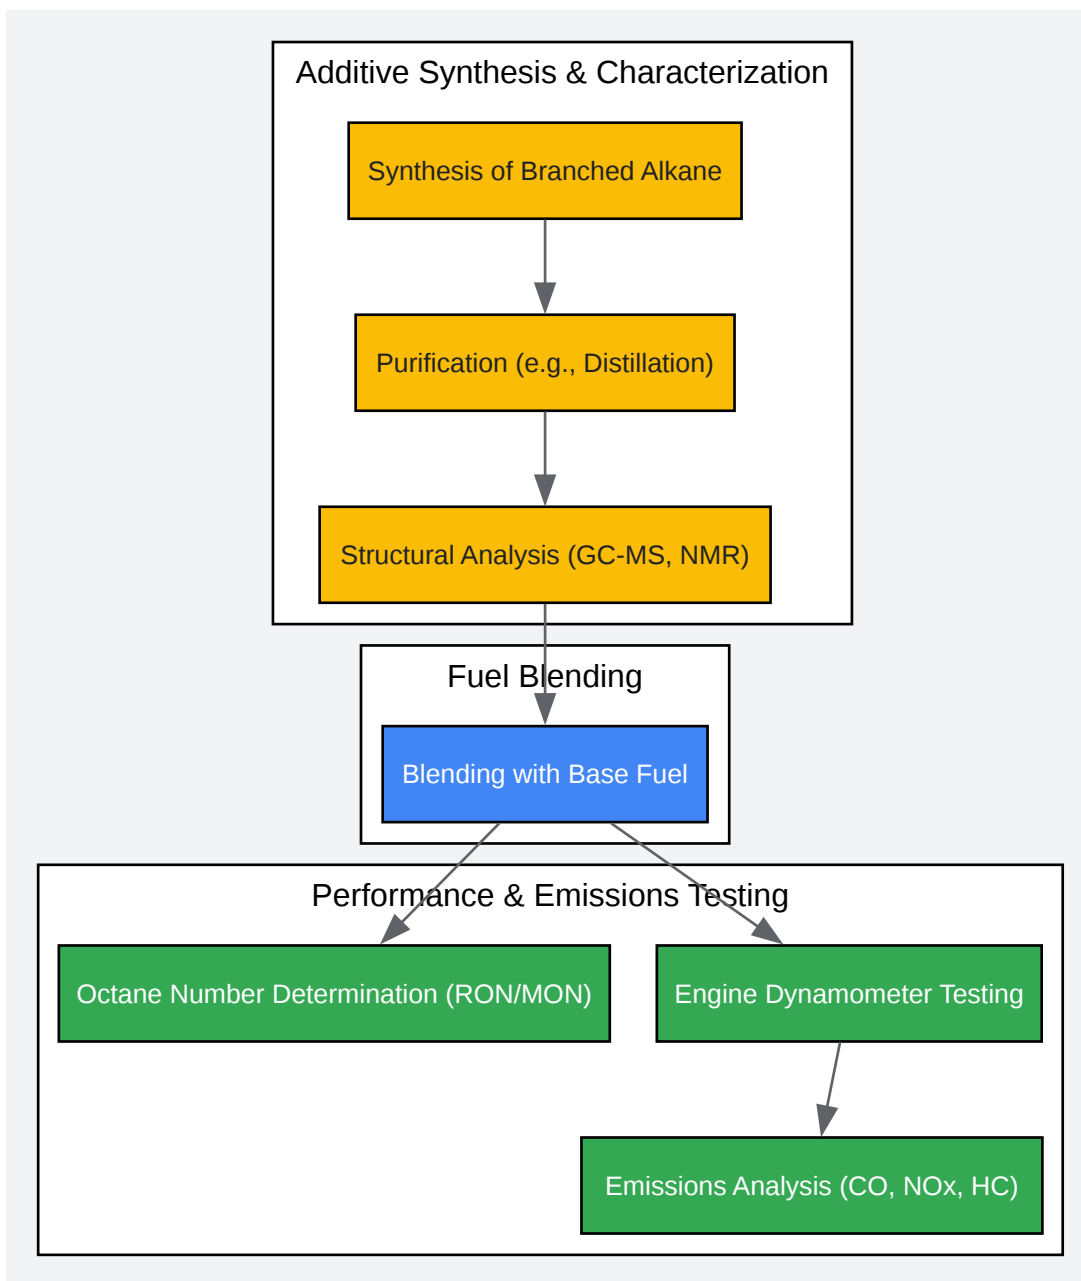 Additive Synthesis & Characterization
Synthesis of Branched Alkane
Purification (e.g., Distillation)
Structural Analysis (GC-MS, NMR)
Fuel Blending
Blending with Base Fuel
Performance & Emissions Testing
Octane Number Determination (RON/MON)
Engine Dynamometer Testing
Emissions Analysis (CO, NOx, HC)